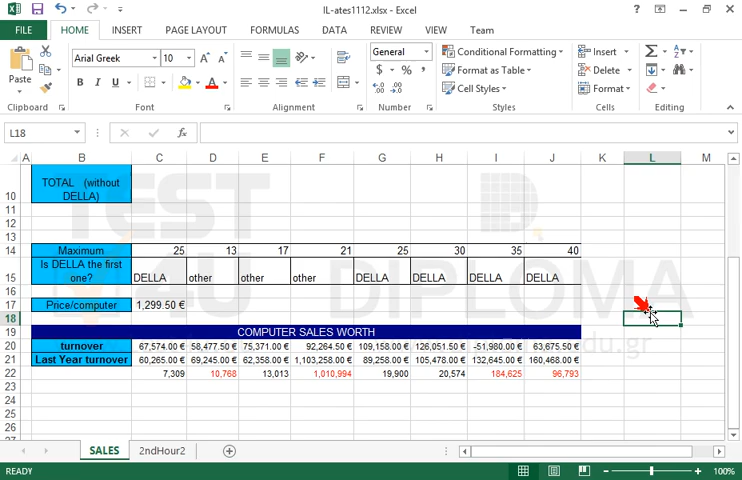 IL-ates1112.xlsx - Excel
FILE HOME INSERT PAGE LAYOUT FORMULAS DATA REVIEW VIEW Team
Paste Arial Greek 10 General Conditional Formatting Insert
Format as Table Delete
Cell Styles Format
Clipboard Font Alignment Number Styles Cells Editing
L18
A B C D E F G H I J K L M
10 TOTAL (without
DELLA)
11
12
13
14 Maximum 25 13 17 21 25 30 35 40
15 Is DELLA the first
one? DELLA other other other DELLA DELLA DELLA DELLA
16
17 Price/computer 1,299.50 €
18
19 COMPUTER SALES WORTH
20 turnover 67,574.00 € 58,477.50 € 75,371.00 € 92,264.50 € 109,158.00 € 126,051.50 € -51,980.00 € 63,675.50 €
21 Last Year turnover 60,265.00 € 69,245.00 € 62,358.00 € 1,103,258.00 € 89,258.00 € 105,478.00 € 132,645.00 € 160,468.00 €
22 7,309 10,768 13,013 1,010,994 19,900 20,574 184,625 96,793
23
24
25
26
TEST
4U DIPLOMA
SALES 2ndHour2
READY 100%